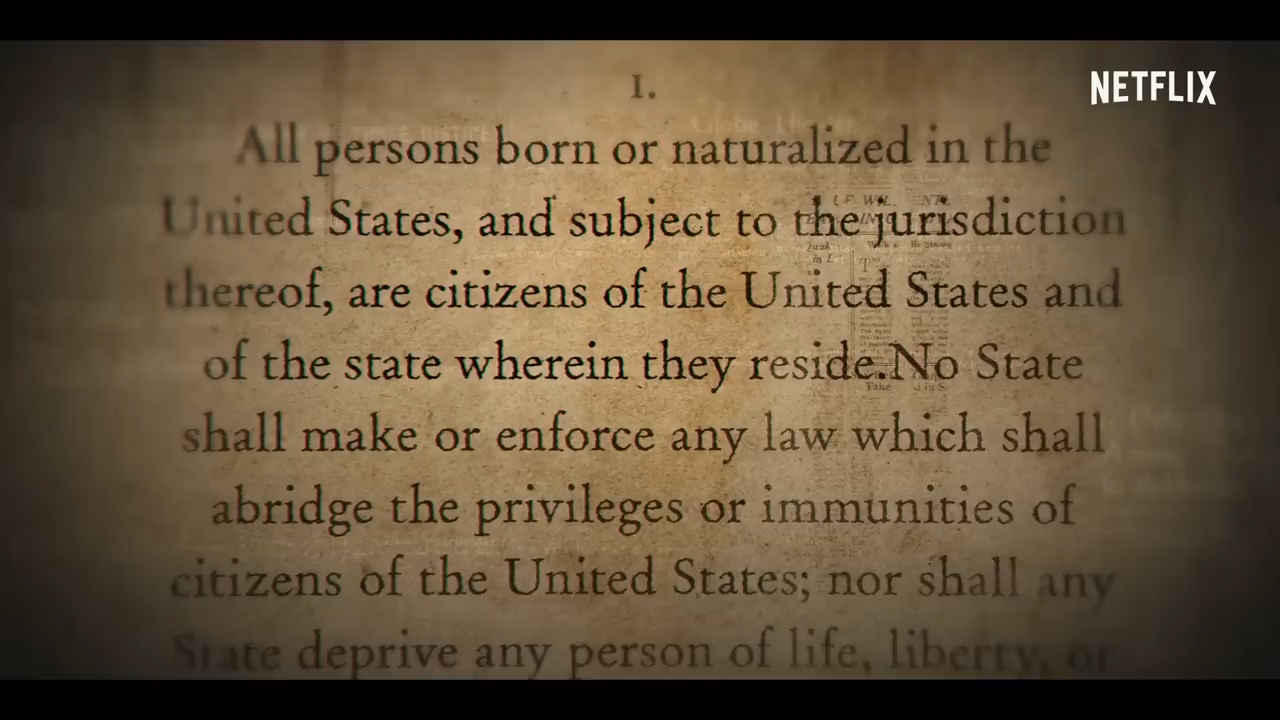 NETFLIX
I.
All persons born or naturalized in the
United States, and subject to the jurisdiction
thereof, are citizens of the United States and
of the state wherein they reside.No State
shall make or enforce any law which shall
abridge the privileges or immunities of
citizens of the United States; nor shall any
State deprive any person of life, liberty, or